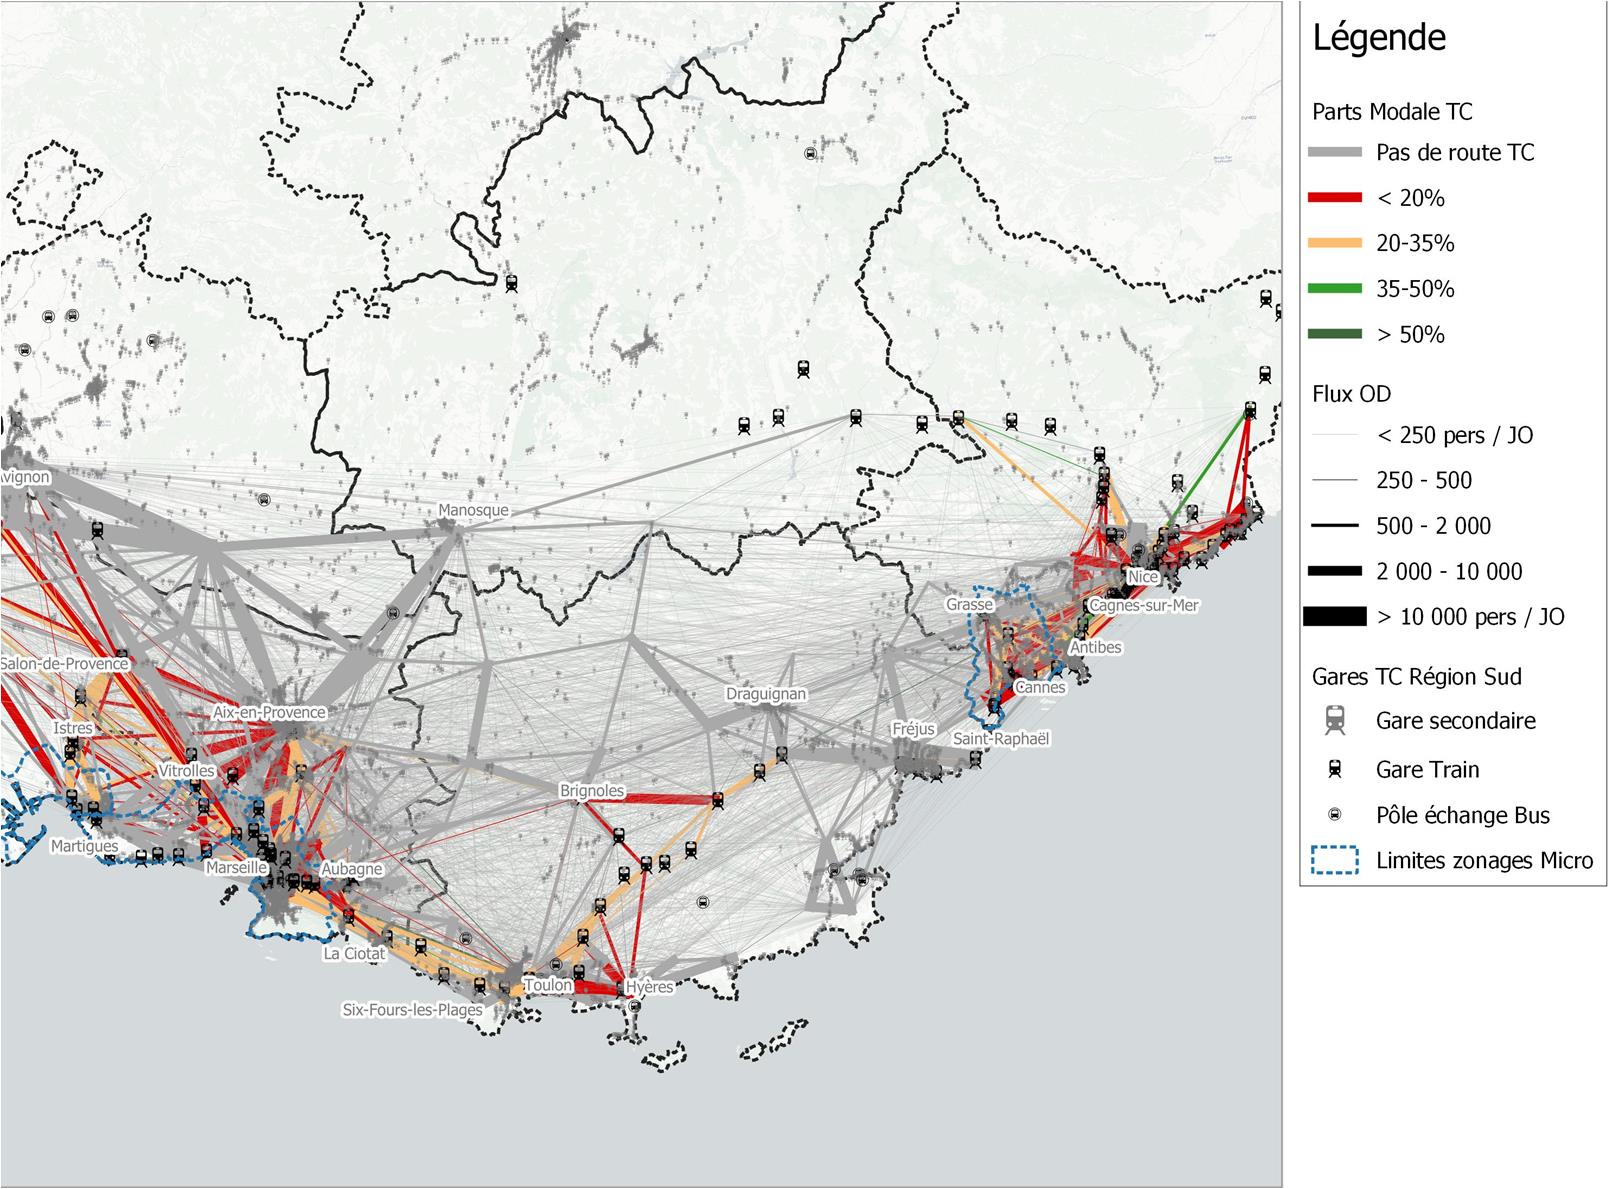 Légende
Parts Modale TC
Pas de route TC
< 20%
20-35%
35-50%
> 50%
Flux OD
< 250 pers / JO
250 - 500
500 - 2 000
2 000 - 10 000
> 10 000 pers / JO
Gares TC Région Sud
Gare secondaire
Gare Train
Pôle échange Bus
Limites zonages Micro
vignon
Manosque
Nice
Grasse
Cagnes-sur-Mer
Antibes
Salon-de-Provence
Cannes
Draguignan
Aix-en-Provence
Istres
Fréjus
Saint-Raphaël
Vitrolles
Brignoles
Martigues
Marseille
Aubagne
La Ciotat
Toulon
Hyères
Six-Fours-les-Plages